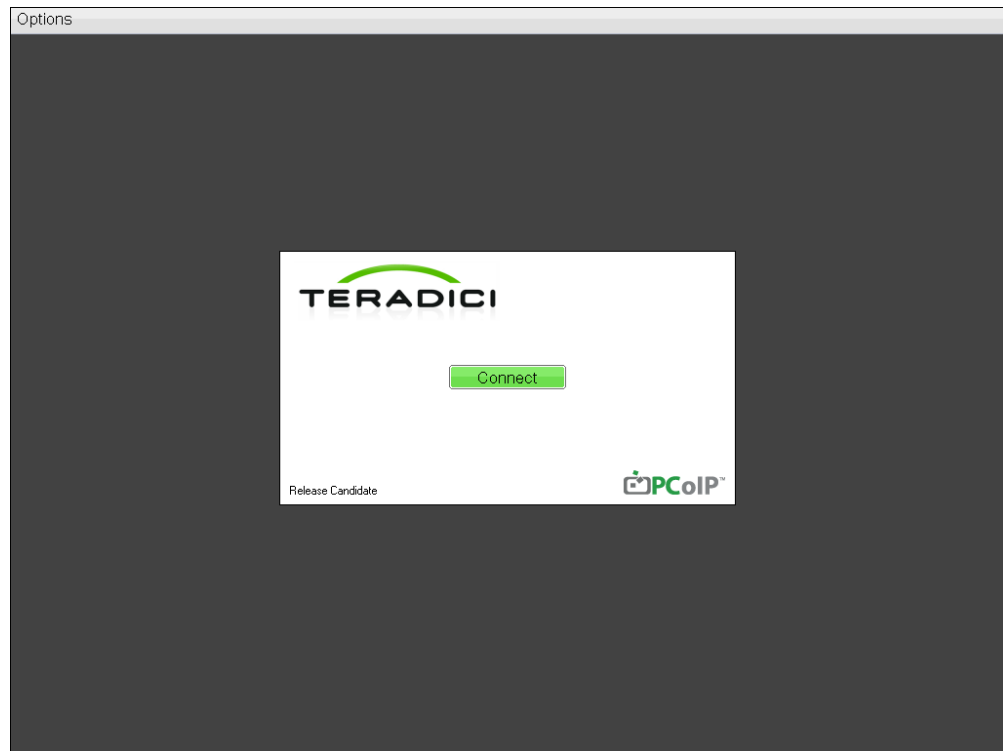 Options
TERADICI
Connect
Release Candidate
PCoIP™